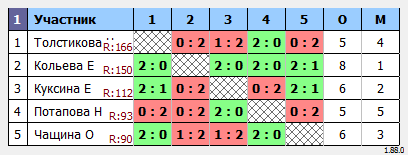 1 Участник 1 2 3 4 5 О М
1 Толстикова R:166 0 : 2 1 : 2 2 : 0 0 : 2 5 4
2 Кольева Е R:150 2 : 0 2 : 0 2 : 0 2 : 1 8 1
3 Куксина Е R:112 2 : 1 0 : 2 0 : 2 2 : 1 6 2
4 Потапова Н R:93 0 : 2 0 : 2 2 : 0 0 : 2 5 5
5 Чащина О R:90 2 : 0 1 : 2 1 : 2 2 : 0 6 3
1.88.0